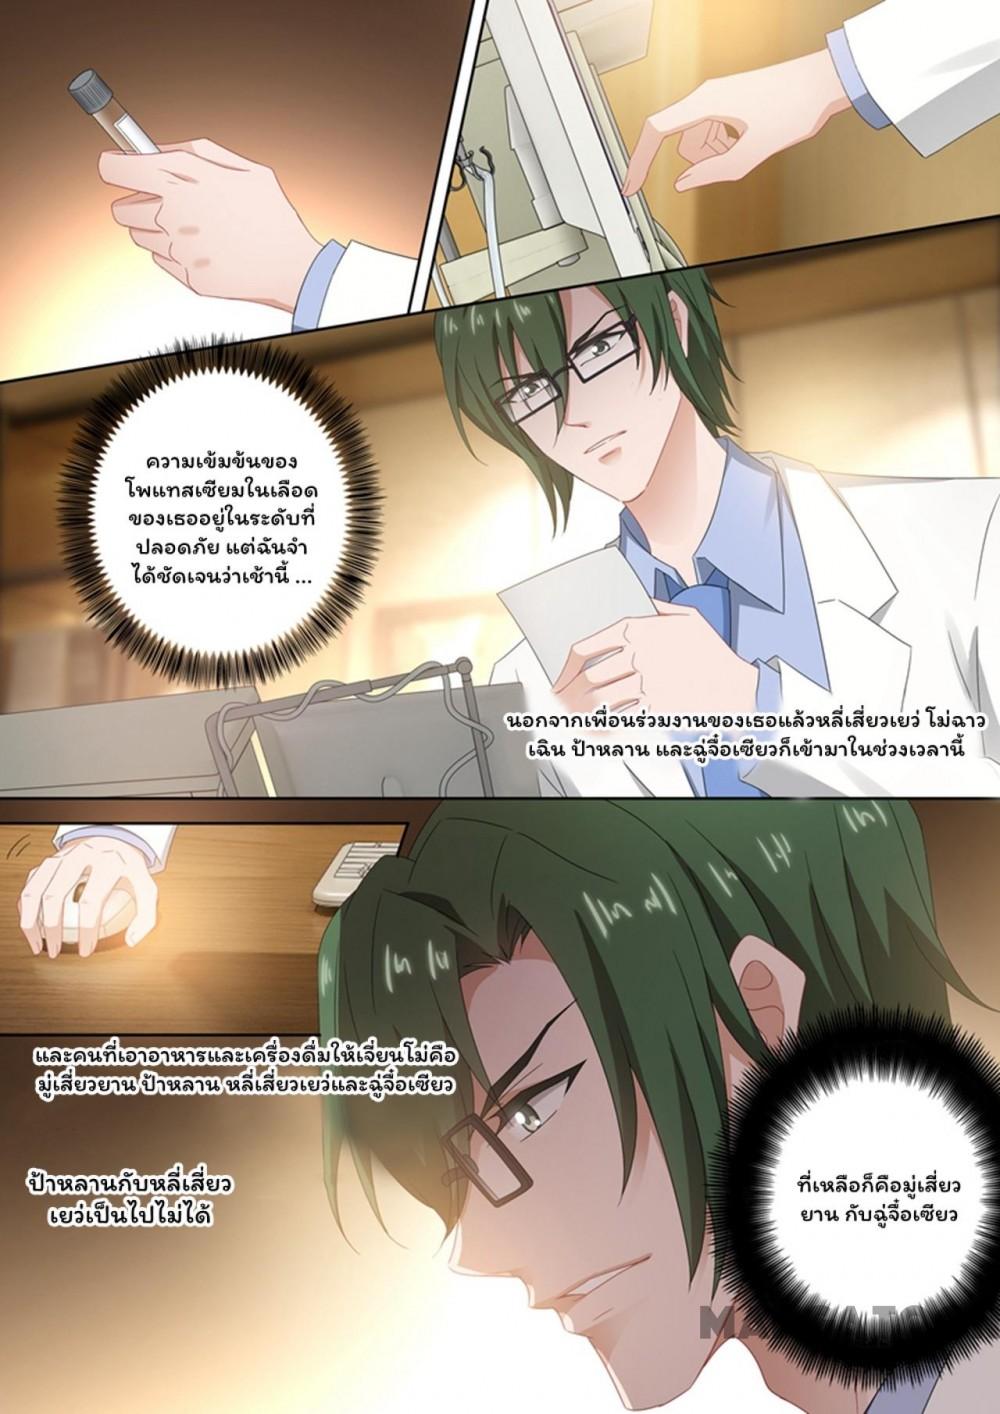 ความเข้มข้นของ
โพแทสเซียมในเลือด
ของเธออยู่ในระดับที่
ปลอดภัย แต่ฉันจำ
ได้ชัดเจนว่าเช้านี้ ...
นอกจากเพื่อนร่วมงานของเธอแล้วหลี่เสี่ยวเยว่ โม่ฉาว
เฉิน ป้าหลาน และฉู่จื๋อเซียวก็เข้ามาในช่วงเวลานี้
และคนที่เอาอาหารและเครื่องดื่มให้เจี่ยนโม่คือ
มู่เสี่ยวยาน ป้าหลาน หลี่เสี่ยวเยว่และฉู่จื๋อเซียว
ป้าหลานกับหลี่เสี่ยว
เยว่เป็นไปไม่ได้
ที่เหลือก็คือมู่เสี่ยว
ยาน กับฉู่จื๋อเซียว